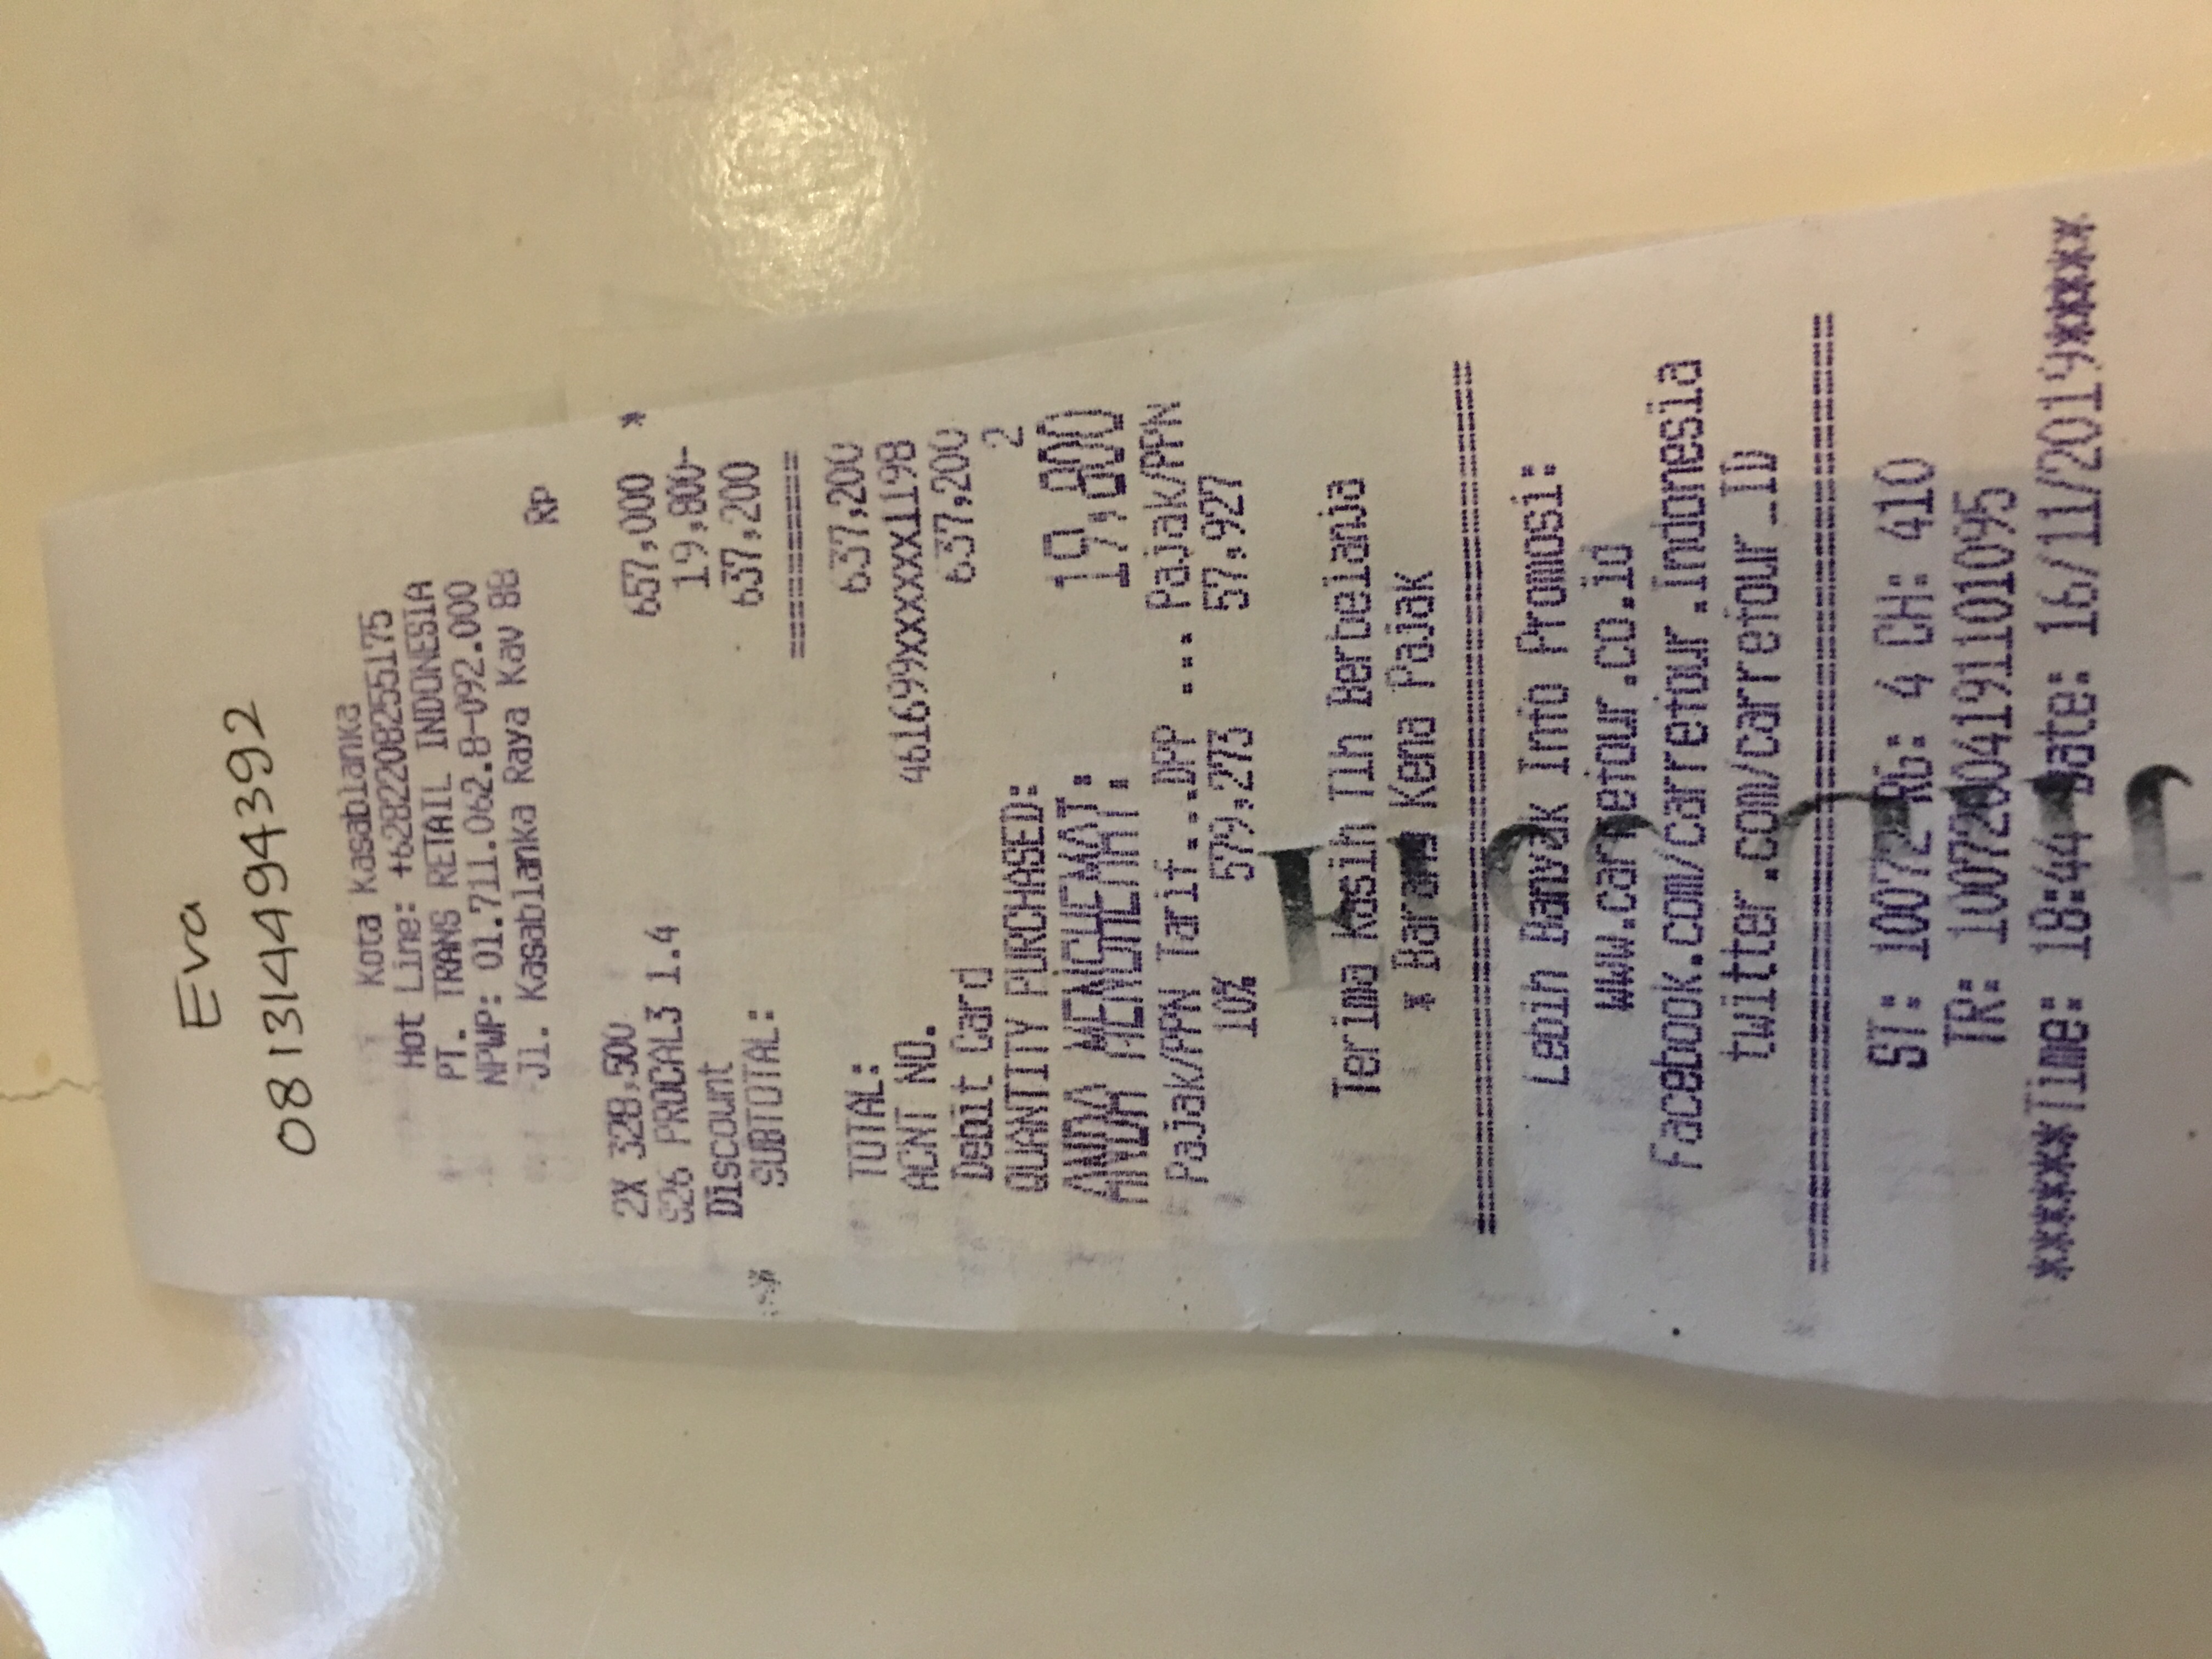 Eva
081314494392
Kota Kasablanka
Hot Line: +6282208255175
PT. TRANS RETAIL INDONESIA
NPWP: 01.711.062.8-092.000
Jl. Kasablanka Raya Kav 88
Rp
2X 328,500
S26 PROCAL3 1.4 657,000 *
Discount 19,800-
SUBTOTAL: 637,200
==========
TOTAL: 637,200
ACNT NO. 461699xxxxxx1198
Debit Card 637,200
QUANTITY PURCHASED: 2
ANDA MENGHEMAT: 19,800
Pajak/PPN Tarif...DPP ... Pajak/PPN
10% 579,273 57,927
Terima Kasih Tlh Berbelanja
* Barang Kena Pajak
Lebih Banyak Info Promosi:
www.carrefour.co.id
Facebook.com/carrefour.Indonesia
twitter.com/carrefour_ID
ST: 10072 RG: 4 CH: 410
TR: 10072004191101095
******Time: 18:44 Date: 16/11/2019*****